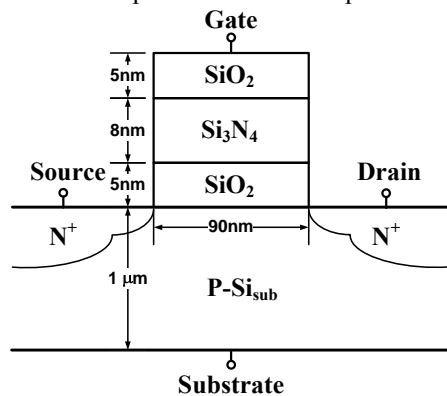 Gate
5nm
SiO2
8nm
Si3N4
Source
Drain
5nm
SiO2
N+
90nm
N+
1 μm
P-Sisub
Substrate